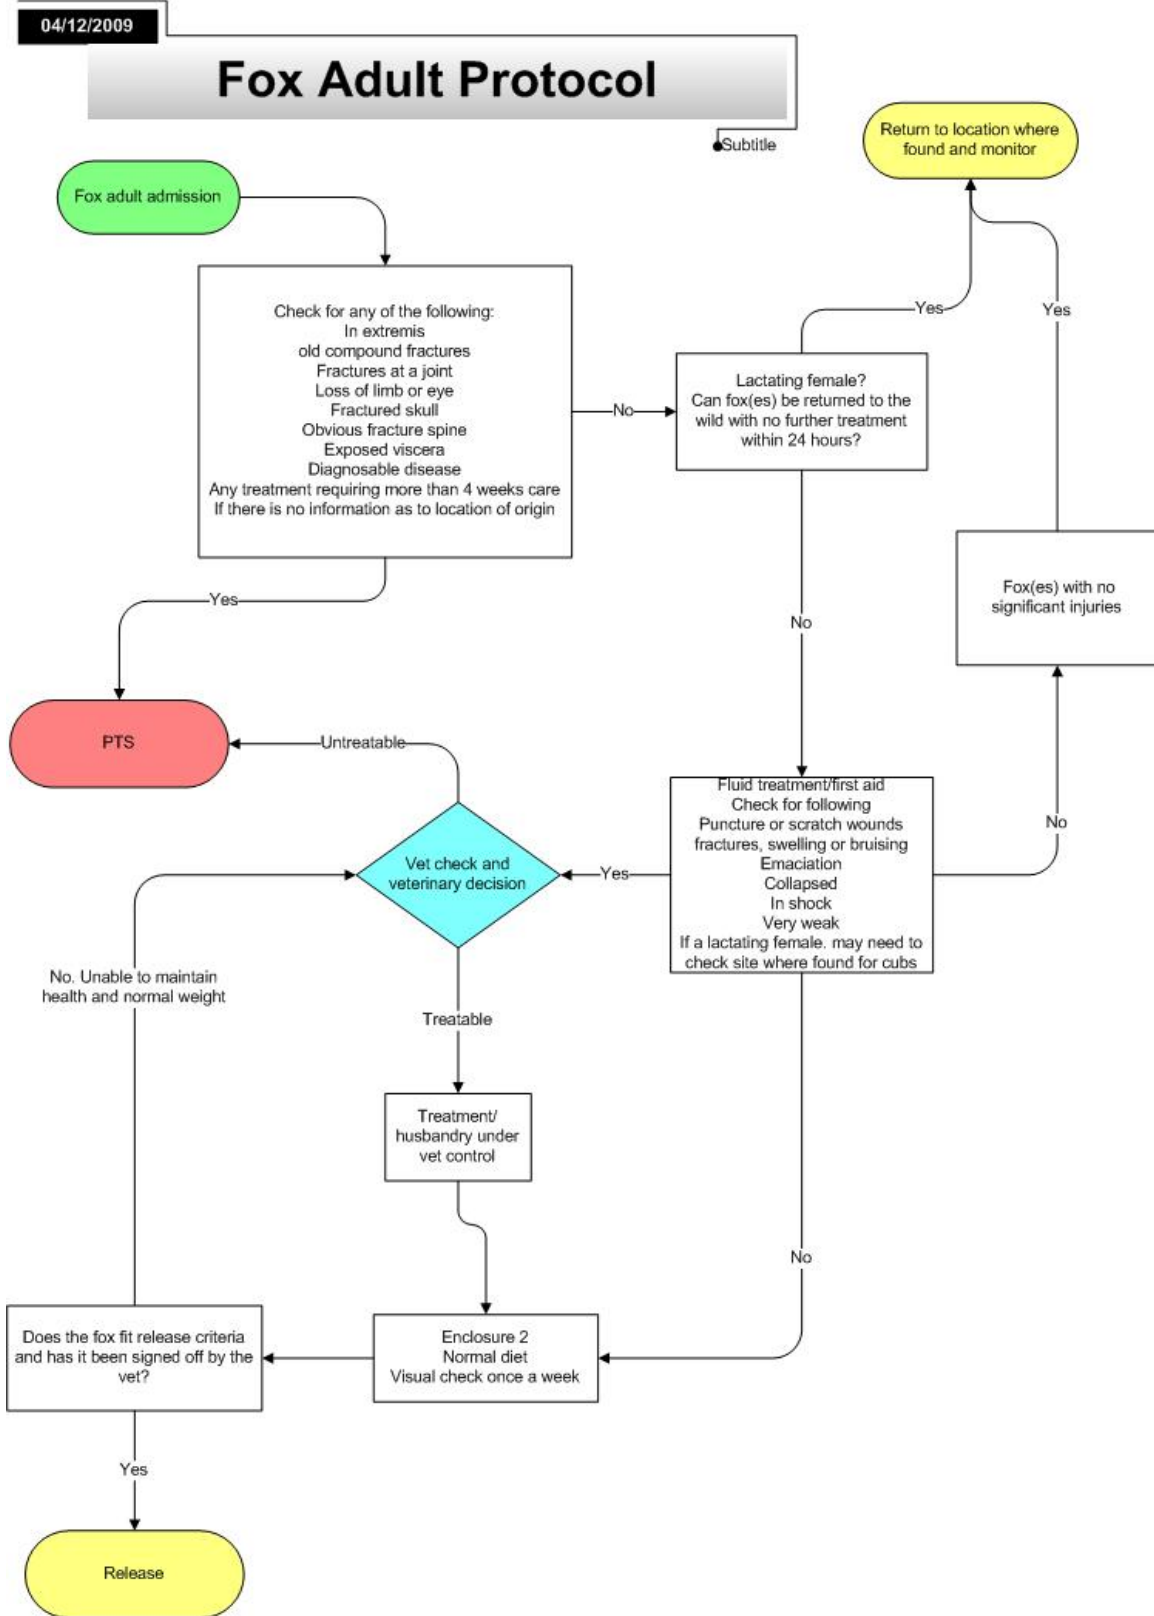 04/12/2009
Fox Adult Protocol
Subtitle
Return to location where
found and monitor
Fox adult admission
Check for any of the following:
In extremis
old compound fractures
Fractures at a joint
Loss of limb or eye
Fractured skull
Obvious fracture spine
Exposed viscera
Diagnosable disease
Any treatment requiring more than 4 weeks care
If there is no information as to location of origin
No
Lactating female?
Can fox(es) be returned to the
wild with no further treatment
within 24 hours?
Yes
Yes
Fox(es) with no
significant injuries
Yes
No
PTS
Untreatable
Fluid treatment/first aid
Check for following
Puncture or scratch wounds
fractures, swelling or bruising
Emaciation
Collapsed
In shock
Very weak
If a lactating female. may need to
check site where found for cubs
No
Yes
Vet check and
veterinary decision
No. Unable to maintain
health and normal weight
Treatable
Treatment/
husbandry under
vet control
No
Does the fox fit release criteria
and has it been signed off by the
vet?
Enclosure 2
Normal diet
Visual check once a week
Yes
Release